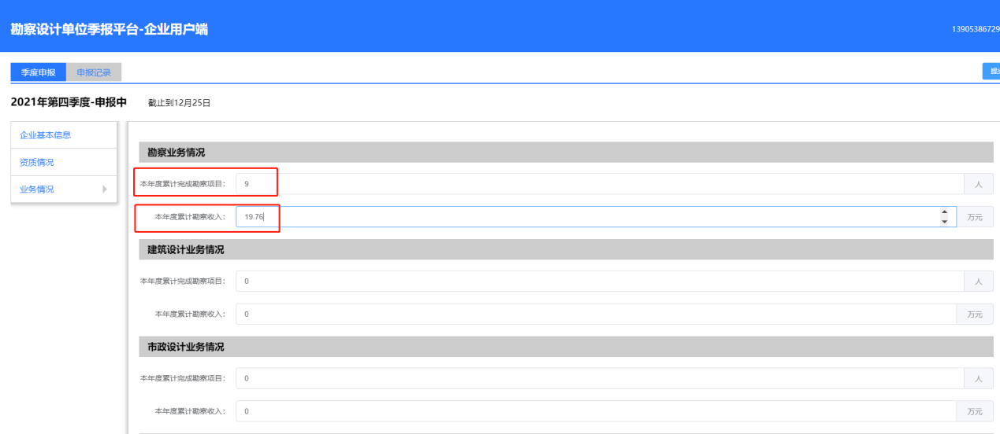 勘察设计单位季报平台-企业用户端
13905386729
季度申报 申报记录
2021年第四季度-申报中 截止到12月25日
企业基本信息
资质情况
业务情况
勘察业务情况
本年度累计完成勘察项目: 9 人
本年度累计勘察收入: 19.76 万元
建筑设计业务情况
本年度累计完成勘察项目: 0 人
本年度累计勘察收入: 0 万元
市政设计业务情况
本年度累计完成勘察项目: 0 人
本年度累计勘察收入: 0 万元